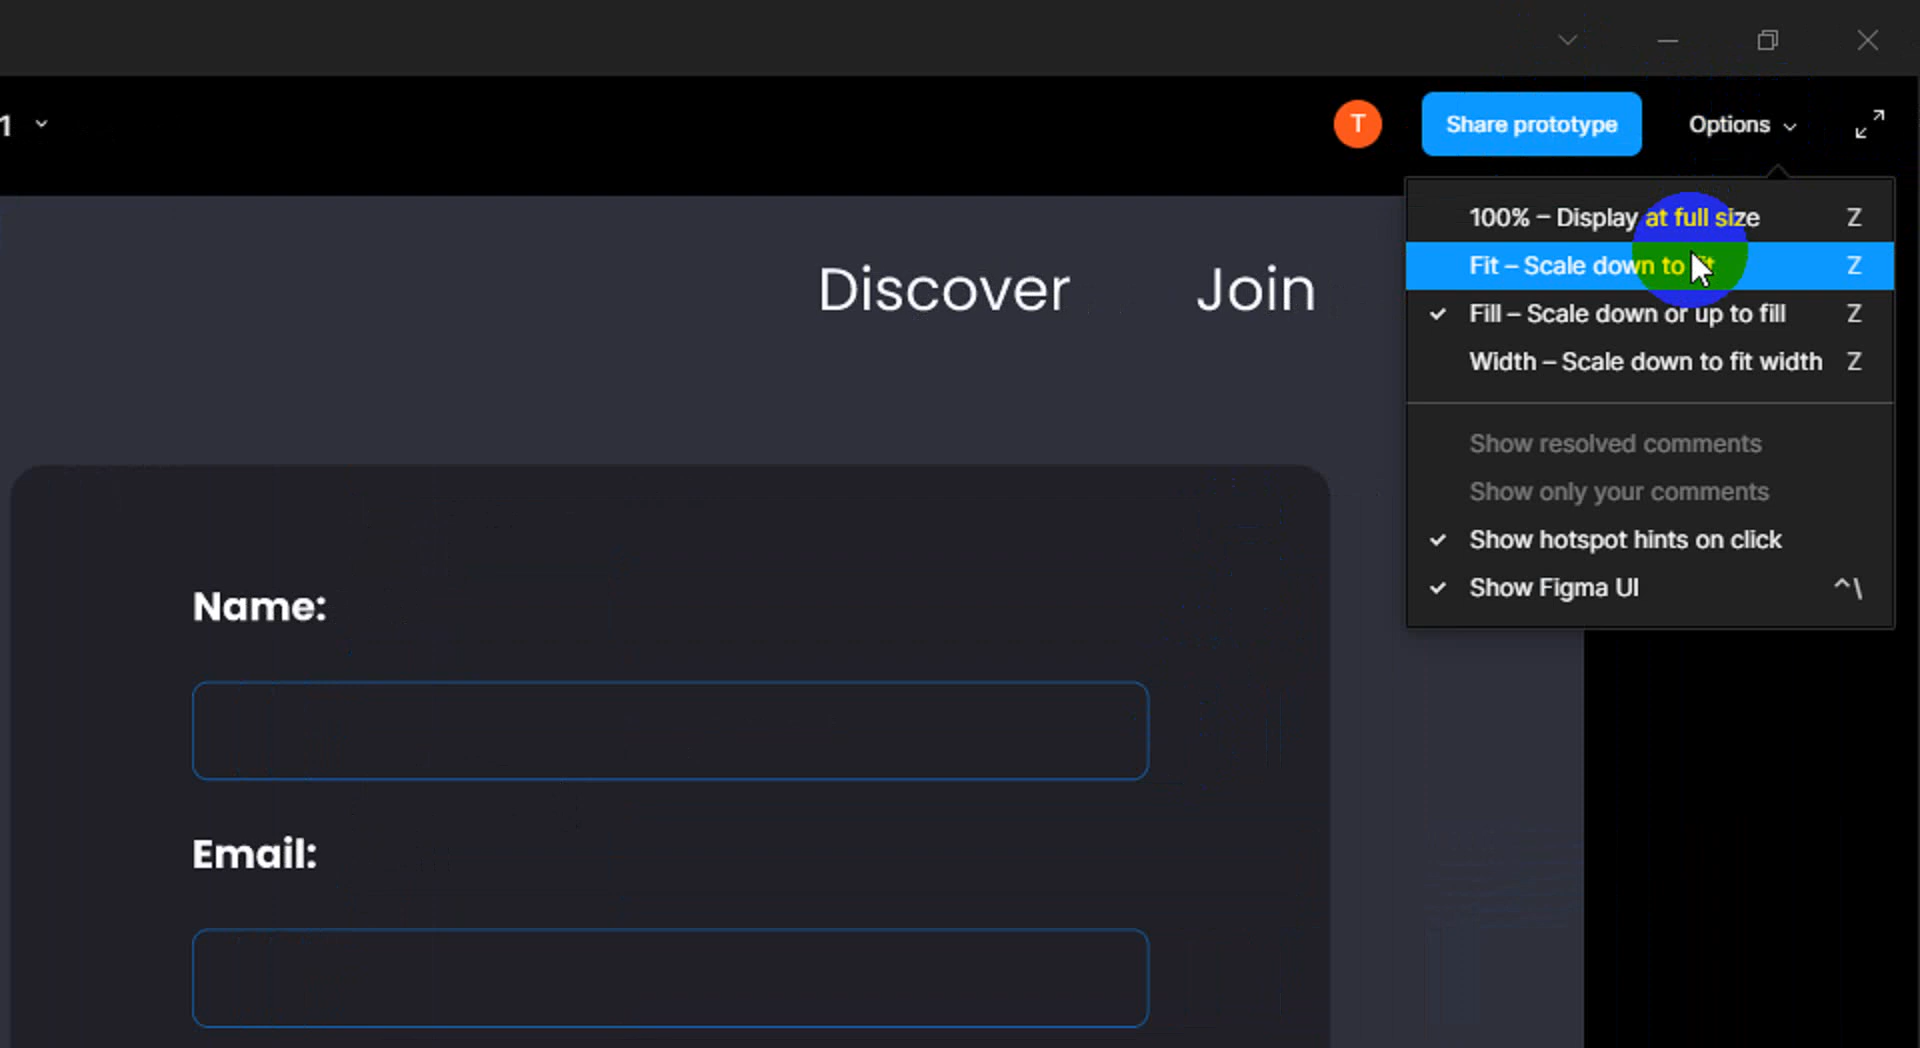 1
T
Share prototype
Options
100% – Display at full size Z
Fit – Scale down to fit Z
Fill – Scale down or up to fill Z
Width – Scale down to fit width Z
Show resolved comments
Show only your comments
Show hotspot hints on click
Show Figma UI ^\
Discover Join
Name:
Email: